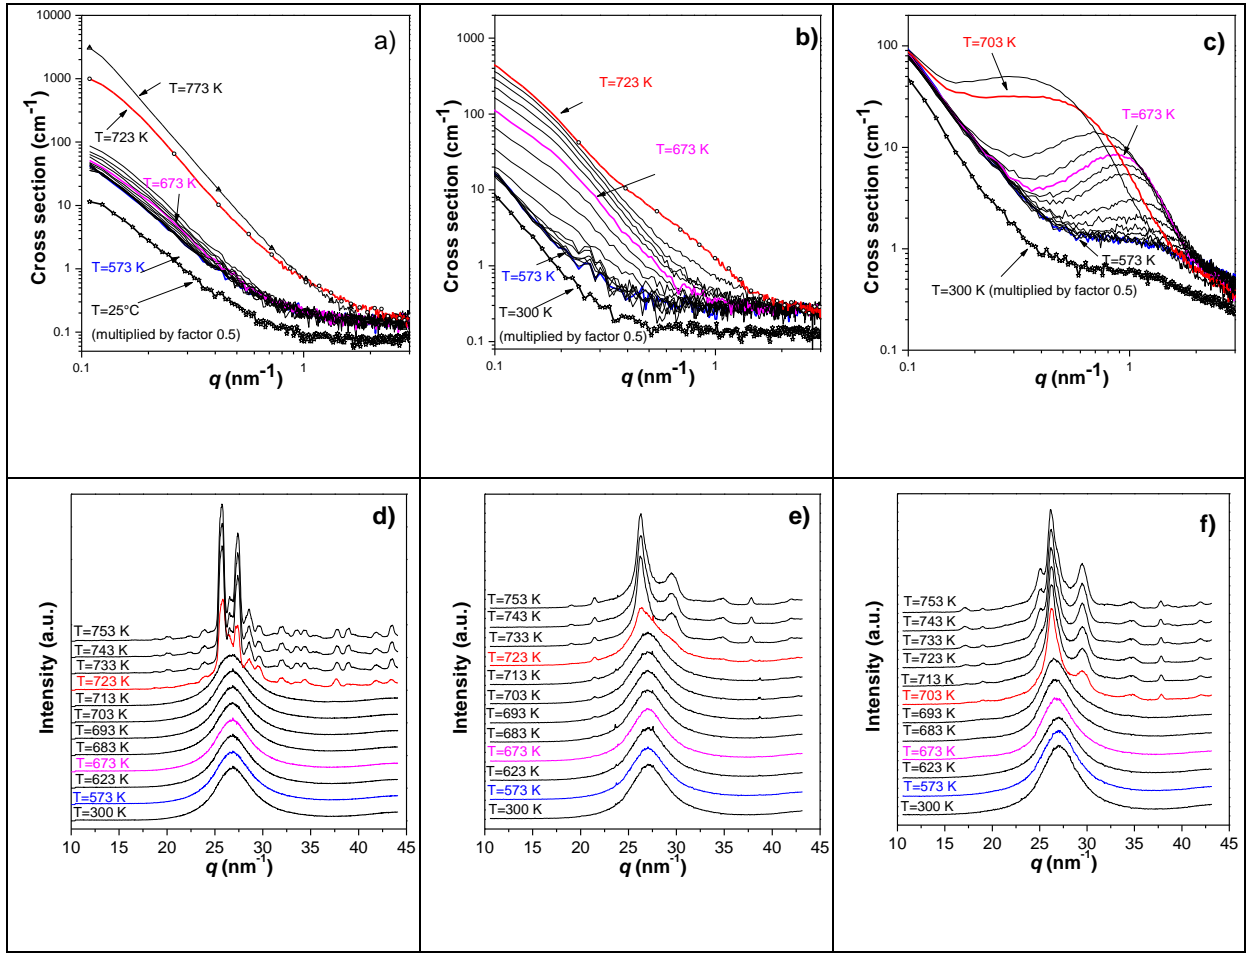 a)
Cross section (cm-1)
10000
1000
100
10
1
0.1
T=773 K
T=723 K
T=673 K
T=573 K
T=25°C
(multiplied by factor 0.5)
0.1
1
q (nm-1)
b)
Cross section (cm-1)
1000
100
10
1
0.1
T=723 K
T=673 K
T=573 K
T=300 K
(multiplied by factor 0.5)
0.1
1
q (nm-1)
c)
Cross section (cm-1)
100
10
1
0.1
T=703 K
T=673 K
T=573 K
T=300 K (multiplied by factor 0.5)
0.1
1
q (nm-1)
d)
Intensity (a.u.)
T=753 K
T=743 K
T=733 K
T=723 K
T=713 K
T=703 K
T=693 K
T=683 K
T=673 K
T=623 K
T=573 K
T=300 K
10 15 20 25 30 35 40 45
q (nm-1)
e)
Intensity (a.u.)
T=753 K
T=743 K
T=733 K
T=723 K
T=713 K
T=703 K
T=693 K
T=683 K
T=673 K
T=623 K
T=573 K
T=300 K
10 15 20 25 30 35 40 45
q (nm-1)
f)
Intensity (a.u.)
T=753 K
T=743 K
T=733 K
T=723 K
T=713 K
T=703 K
T=693 K
T=683 K
T=673 K
T=623 K
T=573 K
T=300 K
10 15 20 25 30 35 40 45
q (nm-1)